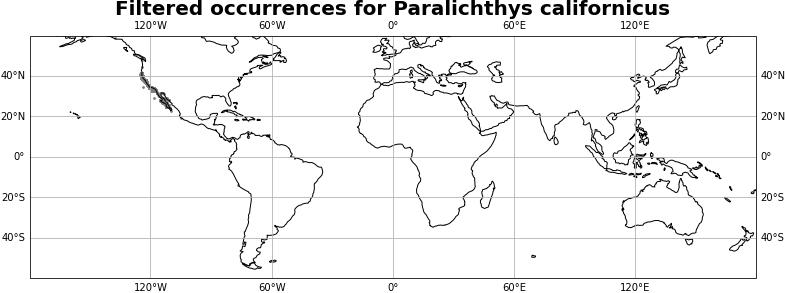 Filtered occurrences for Paralichthys californicus
120°W 60°W 0° 60°E 120°E
40°N 40°N
20°N 20°N
0° 0°
20°S 20°S
40°S 40°S
120°W 60°W 0° 60°E 120°E